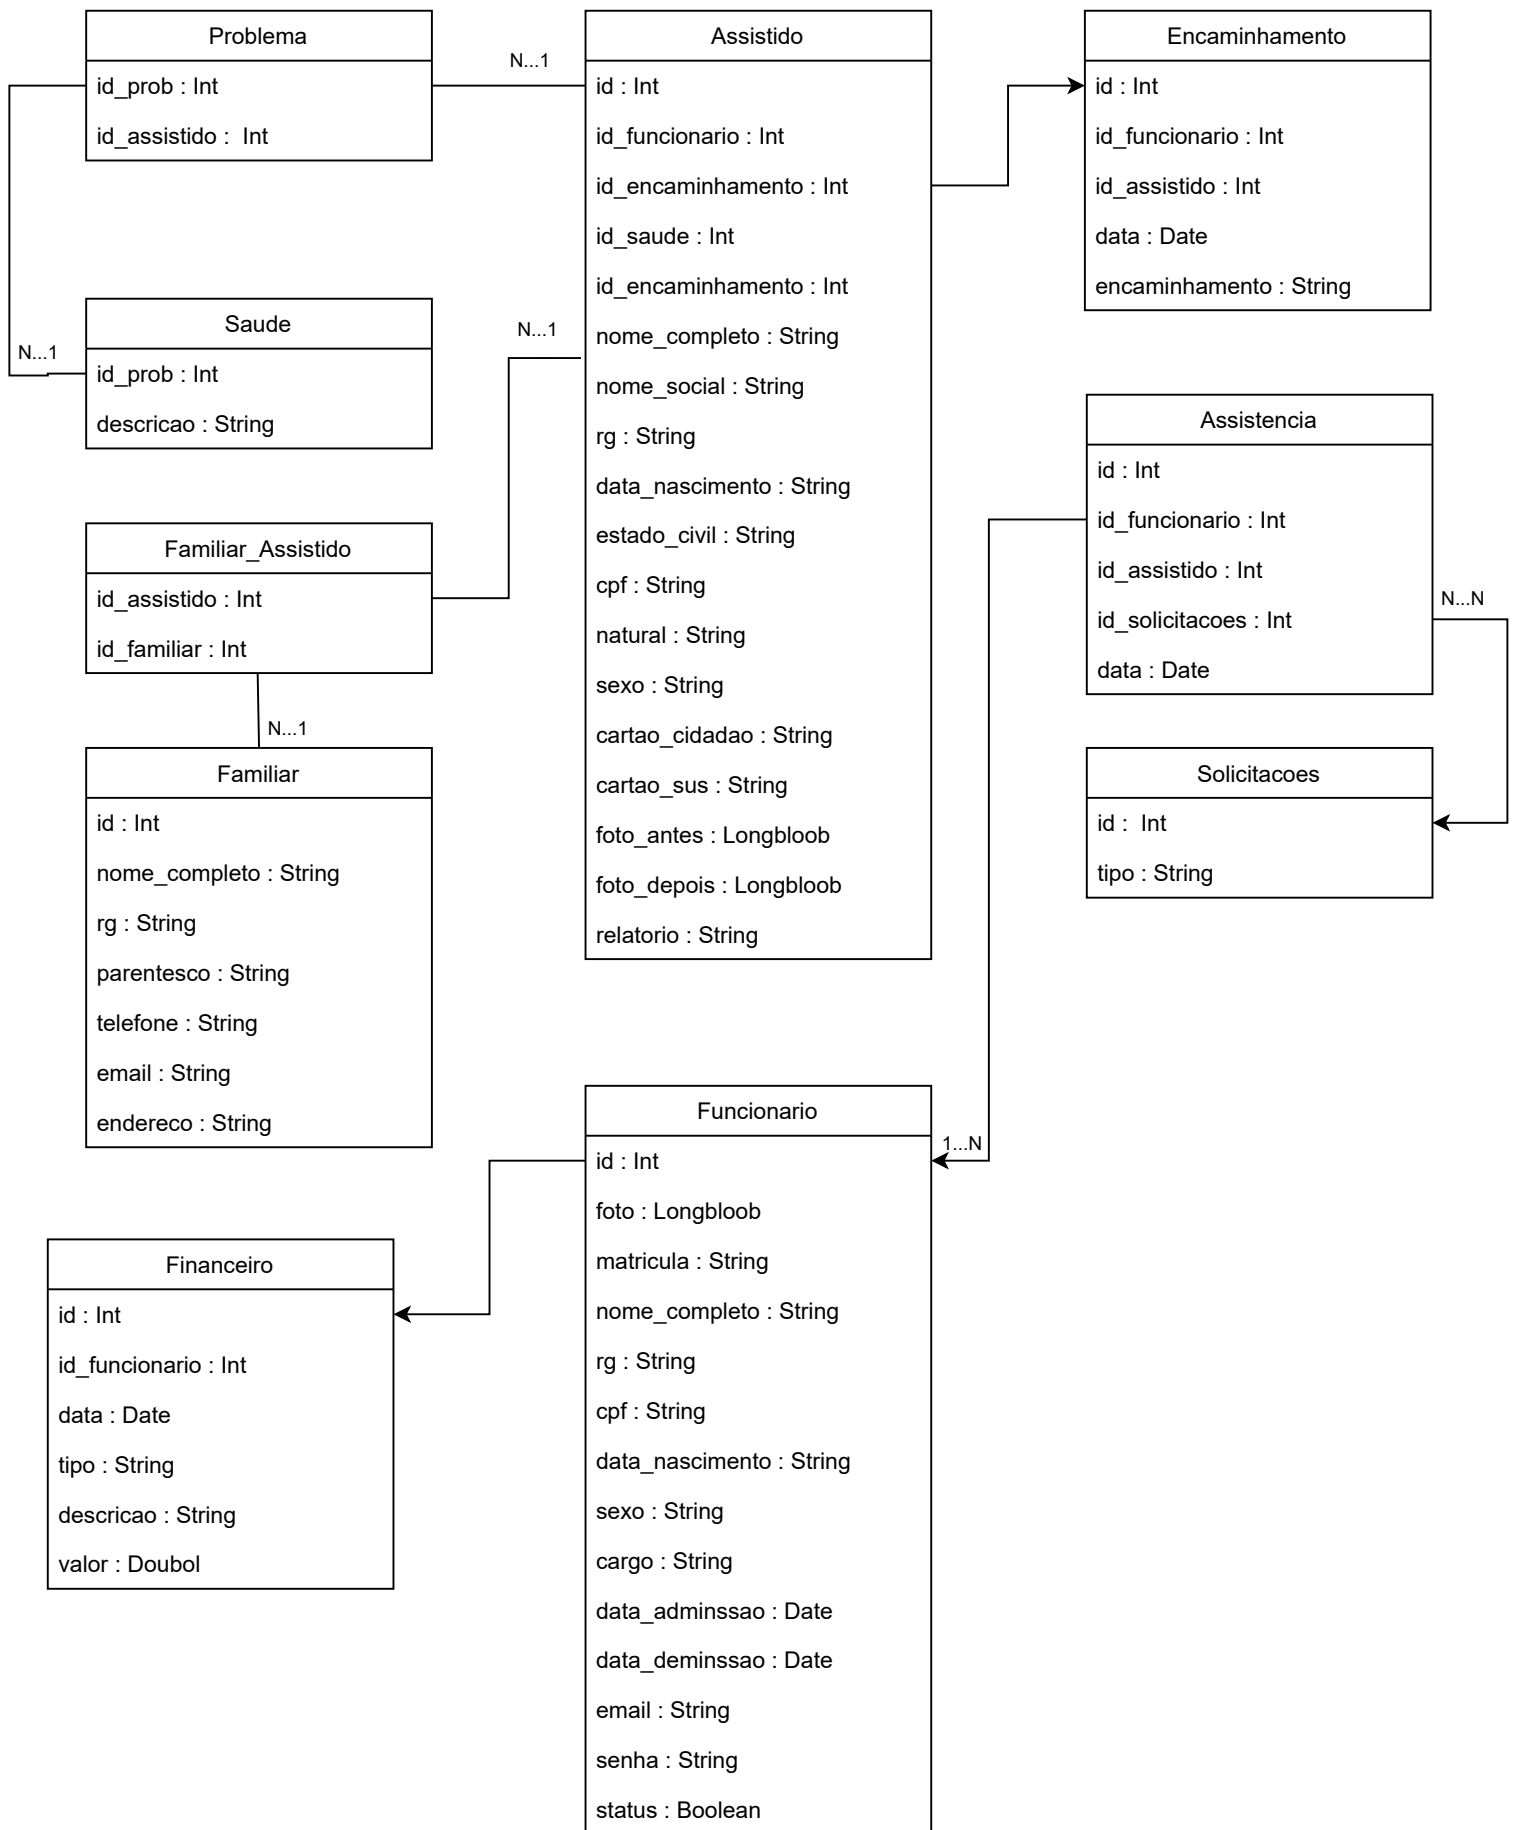 Problema
id_prob : Int
id_assistido :  Int
N...1
Assistido
id : Int
id_funcionario : Int
id_encaminhamento : Int
id_saude : Int
id_encaminhamento : Int
nome_completo : String
nome_social : String
rg : String
data_nascimento : String
estado_civil : String
cpf : String
natural : String
sexo : String
cartao_cidadao : String
cartao_sus : String
foto_antes : Longbloob
foto_depois : Longbloob
relatorio : String
Encaminhamento
id : Int
id_funcionario : Int
id_assistido : Int
data : Date
encaminhamento : String
N...1
Saude
id_prob : Int
descricao : String
N...1
Familiar_Assistido
id_assistido : Int
id_familiar : Int
N...1
Familiar
id : Int
nome_completo : String
rg : String
parentesco : String
telefone : String
email : String
endereco : String
Assistencia
id : Int
id_funcionario : Int
id_assistido : Int
id_solicitacoes : Int
data : Date
N...N
Solicitacoes
id :  Int
tipo : String
Funcionario
1...N
id : Int
foto : Longbloob
matricula : String
nome_completo : String
rg : String
cpf : String
data_nascimento : String
sexo : String
cargo : String
data_adminssao : Date
data_deminssao : Date
email : String
senha : String
status : Boolean
Financeiro
id : Int
id_funcionario : Int
data : Date
tipo : String
descricao : String
valor : Doubol